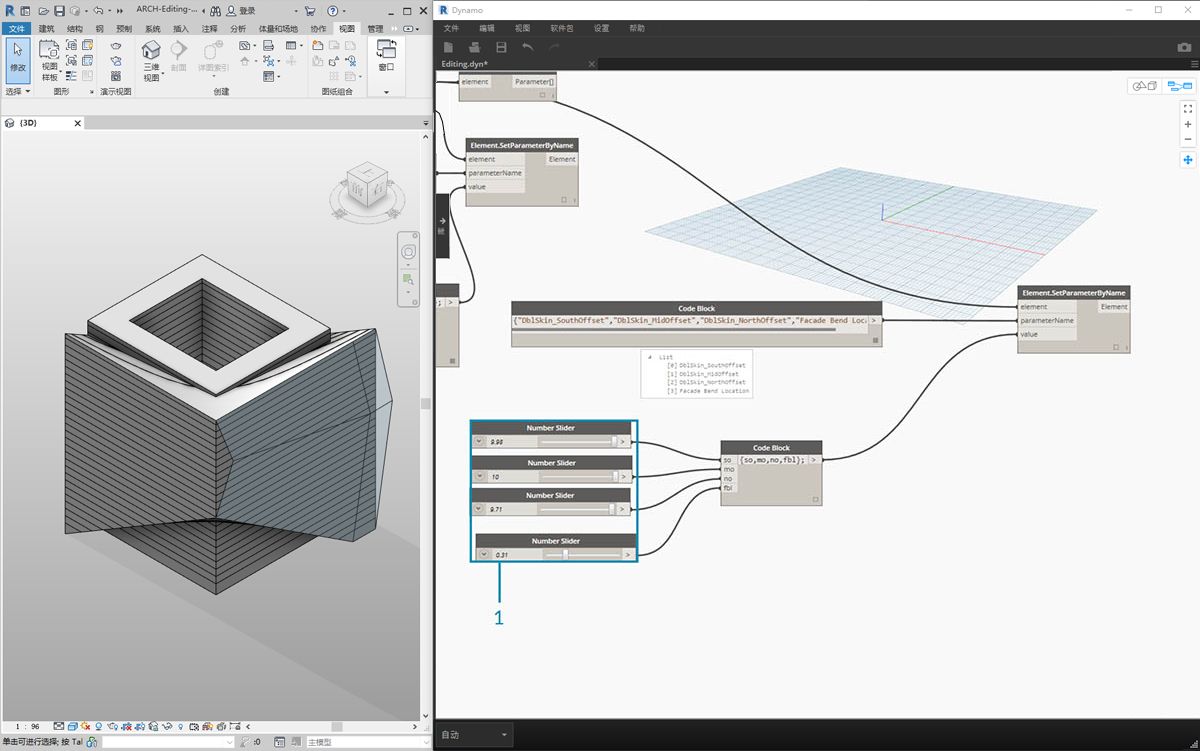 ARCH-Editing-...
登录
文件 建筑 结构 钢 预制 系统 插入 注释 分析 体量和场地 协作 视图 管理
修改
视图
样板
三维
视图
剖面
详图索引
窗口
选择 图形 演示视图 创建 图纸组合
{3D}
1 : 96
单击可进行选择; 按 Tal
:0
主模型
Dynamo
文件 编辑 视图 软件包 设置 帮助
Editing.dyn*
element Parameter[]
Element.SetParameterByName
element Element
parameterName
value
; >
Code Block
{"DblSkin_SouthOffset","DblSkin_MidOffset","DblSkin_NorthOffset","Facade Bend Loca >
List
[0] DblSkin_SouthOffset
[1] DblSkin_MidOffset
[2] DblSkin_NorthOffset
[3] Facade Bend Location
Element.SetParameterByName
element Element
parameterName
value
Number Slider
9.98 >
Number Slider
10 >
Number Slider
9.71 >
Number Slider
0.31 >
Code Block
so {so,mo,no,fbl}; >
mo
no
fbl
1
自动